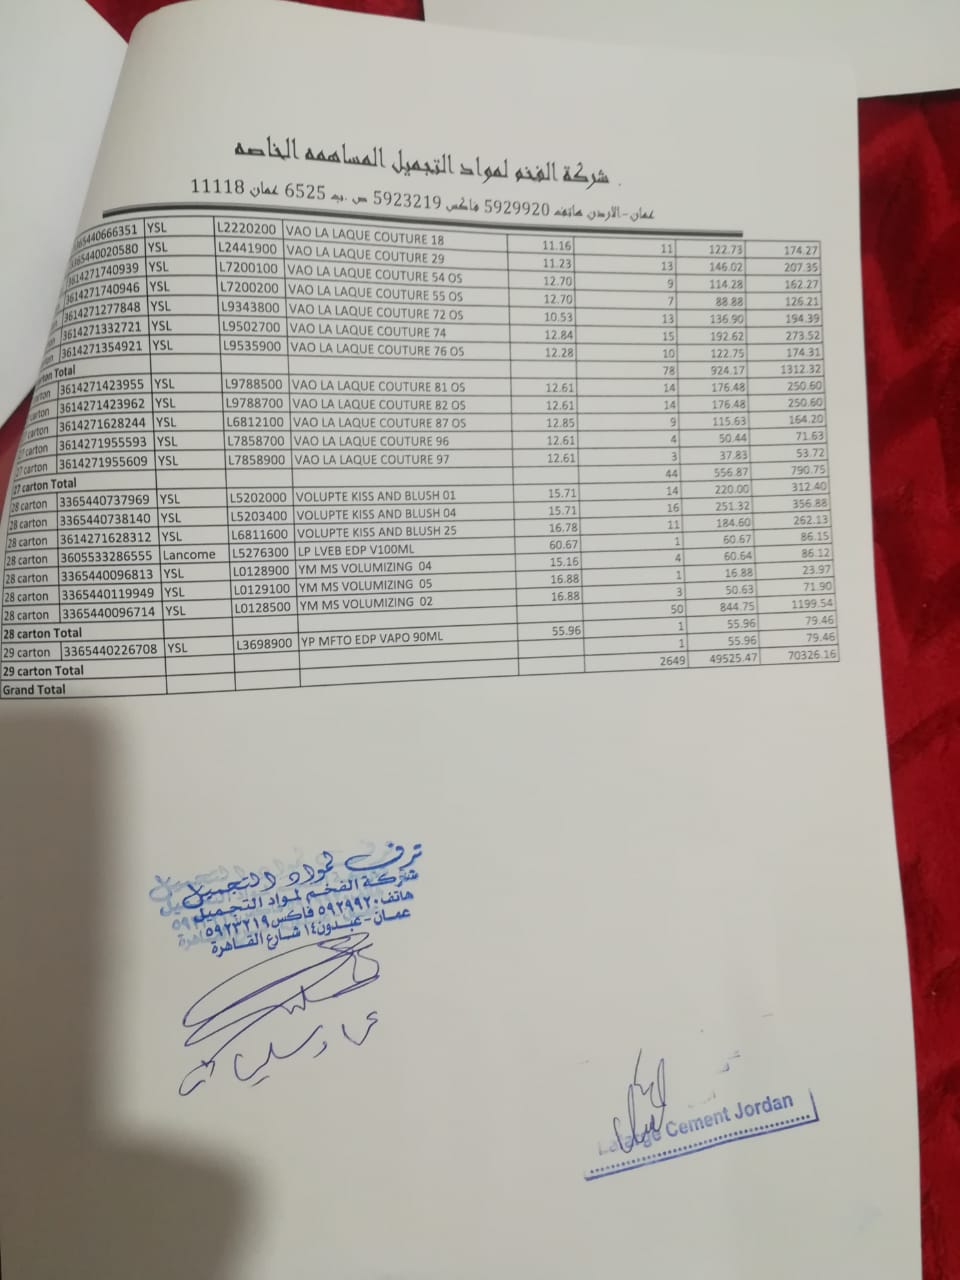 شركة الفخم لمواد التجميل المساهمه الخاصه
عمان-الاردن هاتف 5929920 فاكس 5923219 ص .ب 6525 عمان 11118
3365440666351 YSL L2220200 VAO LA LAQUE COUTURE 18 11.16 11 122.73 174.27
3365440020580 YSL L2441900 VAO LA LAQUE COUTURE 29 11.23 13 146.02 207.35
3614271740939 YSL L7200100 VAO LA LAQUE COUTURE 54 OS 12.70 9 114.28 162.27
3614271740946 YSL L7200200 VAO LA LAQUE COUTURE 55 OS 12.70 7 88.88 126.21
3614271277848 YSL L9343800 VAO LA LAQUE COUTURE 72 OS 10.53 13 136.90 194.39
3614271332721 YSL L9502700 VAO LA LAQUE COUTURE 74 12.84 15 192.62 273.52
3614271354921 YSL L9535900 VAO LA LAQUE COUTURE 76 OS 12.28 10 122.75 174.31
Total 78 924.17 1312.32
carton 3614271423955 YSL L9788500 VAO LA LAQUE COUTURE 81 OS 12.61 14 176.48 250.60
carton 3614271423962 YSL L9788700 VAO LA LAQUE COUTURE 82 OS 12.61 14 176.48 250.60
carton 3614271628244 YSL L6812100 VAO LA LAQUE COUTURE 87 OS 12.85 9 115.63 164.20
27 carton 3614271955593 YSL L7858700 VAO LA LAQUE COUTURE 96 12.61 4 50.44 71.63
27 carton 3614271955609 YSL L7858900 VAO LA LAQUE COUTURE 97 12.61 3 37.83 53.72
27 carton Total 44 556.87 790.75
28 carton 3365440737969 YSL L5202000 VOLUPTE KISS AND BLUSH 01 15.71 14 220.00 312.40
28 carton 3365440738140 YSL L5203400 VOLUPTE KISS AND BLUSH 04 15.71 16 251.32 356.88
28 carton 3614271628312 YSL L6811600 VOLUPTE KISS AND BLUSH 25 16.78 11 184.60 262.13
28 carton 3605533286555 Lancome L5276300 LP LVEB EDP V100ML 60.67 1 60.67 86.15
28 carton 3365440096813 YSL L0128900 YM MS VOLUMIZING 04 15.16 4 60.64 86.12
28 carton 3365440119949 YSL L0129100 YM MS VOLUMIZING 05 16.88 1 16.88 23.97
28 carton 3365440096714 YSL L0128500 YM MS VOLUMIZING 02 16.88 3 50.63 71.90
28 carton Total 50 844.75 1199.54
29 carton 3365440226708 YSL L3698900 YP MFTO EDP VAPO 90ML 55.96 1 55.96 79.46
29 carton Total 1 55.96 79.46
Grand Total 2649 49525.47 70326.16
ترف لمواد التجميل
شركة الفخم لمواد التجميل
هاتف ٥٩٢٩٩٢٠ فاكس ٥٩٢٣٢١٩
عمان-عبدون ١٤ شارع القاهرة
Lafarge Cement Jordan